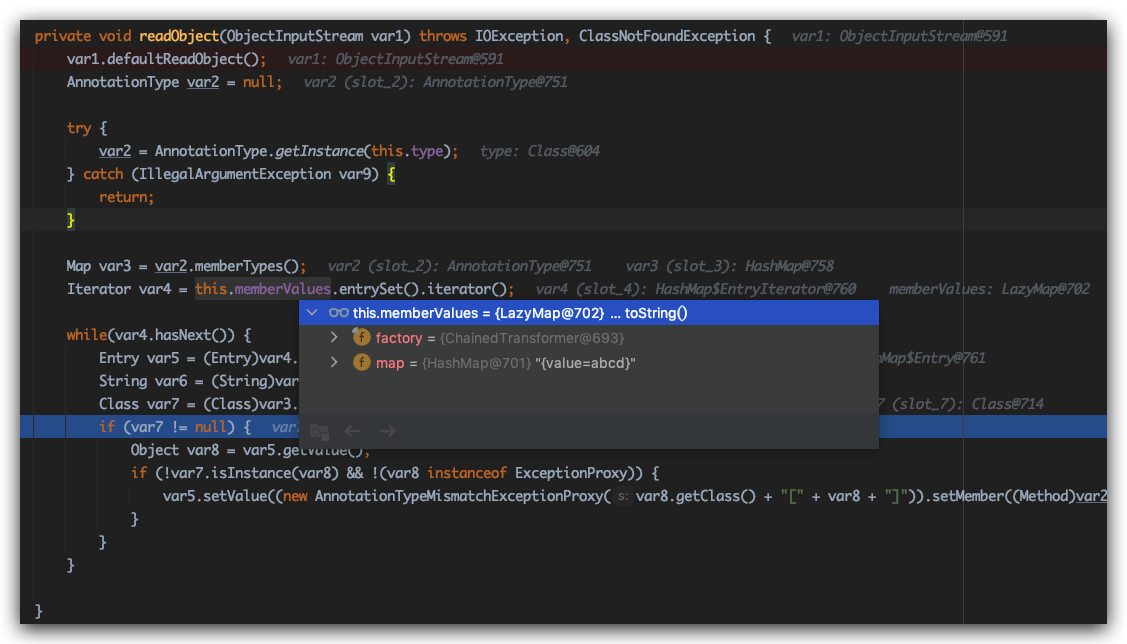 private void readObject(ObjectInputStream var1) throws IOException, ClassNotFoundException {  var1: ObjectInputStream@591
var1.defaultReadObject();  var1: ObjectInputStream@591
AnnotationType var2 = null;  var2 (slot_2): AnnotationType@751
try {
var2 = AnnotationType.getInstance(this.type);  type: Class@604
} catch (IllegalArgumentException var9) {
return;
}
Map var3 = var2.memberTypes();  var2 (slot_2): AnnotationType@751  var3 (slot_3): HashMap@758
Iterator var4 = this.memberValues.entrySet().iterator();  var4 (slot_4): HashMap$EntryIterator@760  memberValues: LazyMap@702
this.memberValues = {LazyMap@702} ... toString()
while(var4.hasNext()) {
f factory = {ChainedTransformer@693}
Entry var5 = (Entry)var4. Map$Entry@761
f map = {HashMap@701} "{value=abcd}"
String var6 = (String)var
Class var7 = (Class)var3. 7 (slot_7): Class@714
if (var7 != null) {  var
Object var8 = var5.getValue();
if (!var7.isInstance(var8) && !(var8 instanceof ExceptionProxy)) {
var5.setValue((new AnnotationTypeMismatchExceptionProxy( s: var8.getClass() + "[" + var8 + "]")).setMember((Method)var2
}
}
}
}